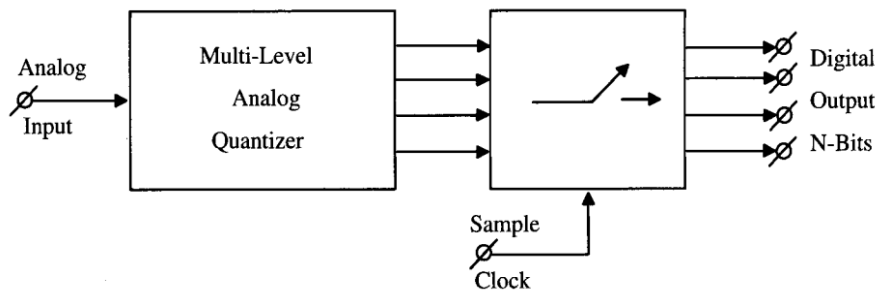 Analog
Input
Multi-Level
Analog
Quantizer
Sample
Clock
Digital
Output
N-Bits